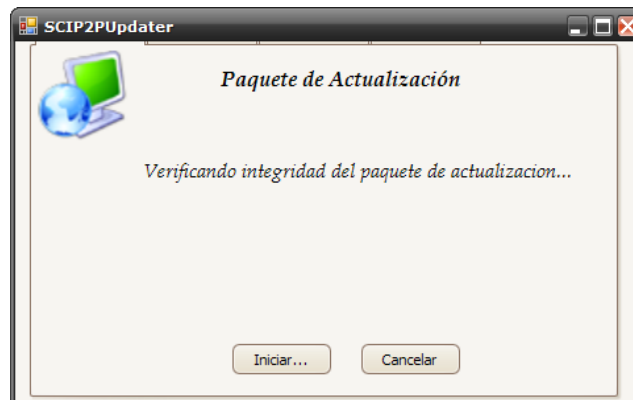 SCIP2PUpdater
Paquete de Actualización
Verificando integridad del paquete de actualizacion...
Iniciar...
Cancelar